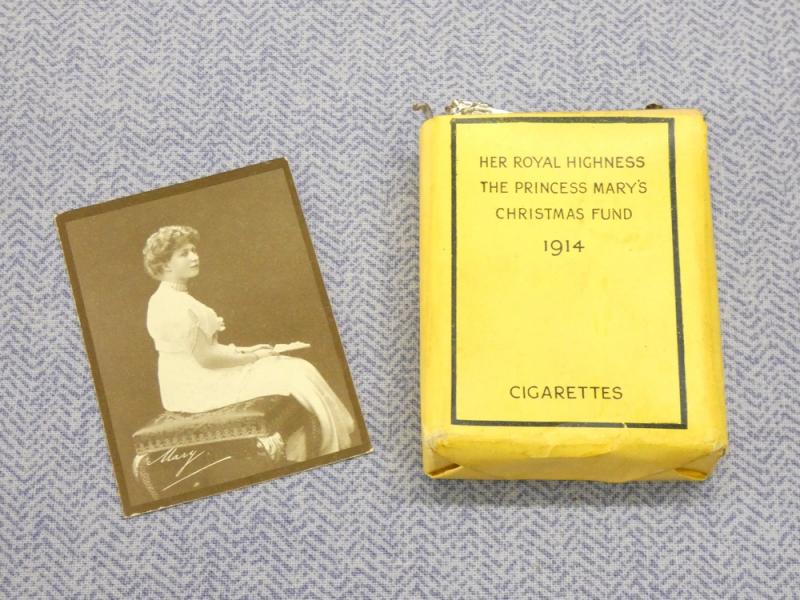 Mary.
HER ROYAL HIGHNESS
THE PRINCESS MARY'S
CHRISTMAS FUND
1914
CIGARETTES